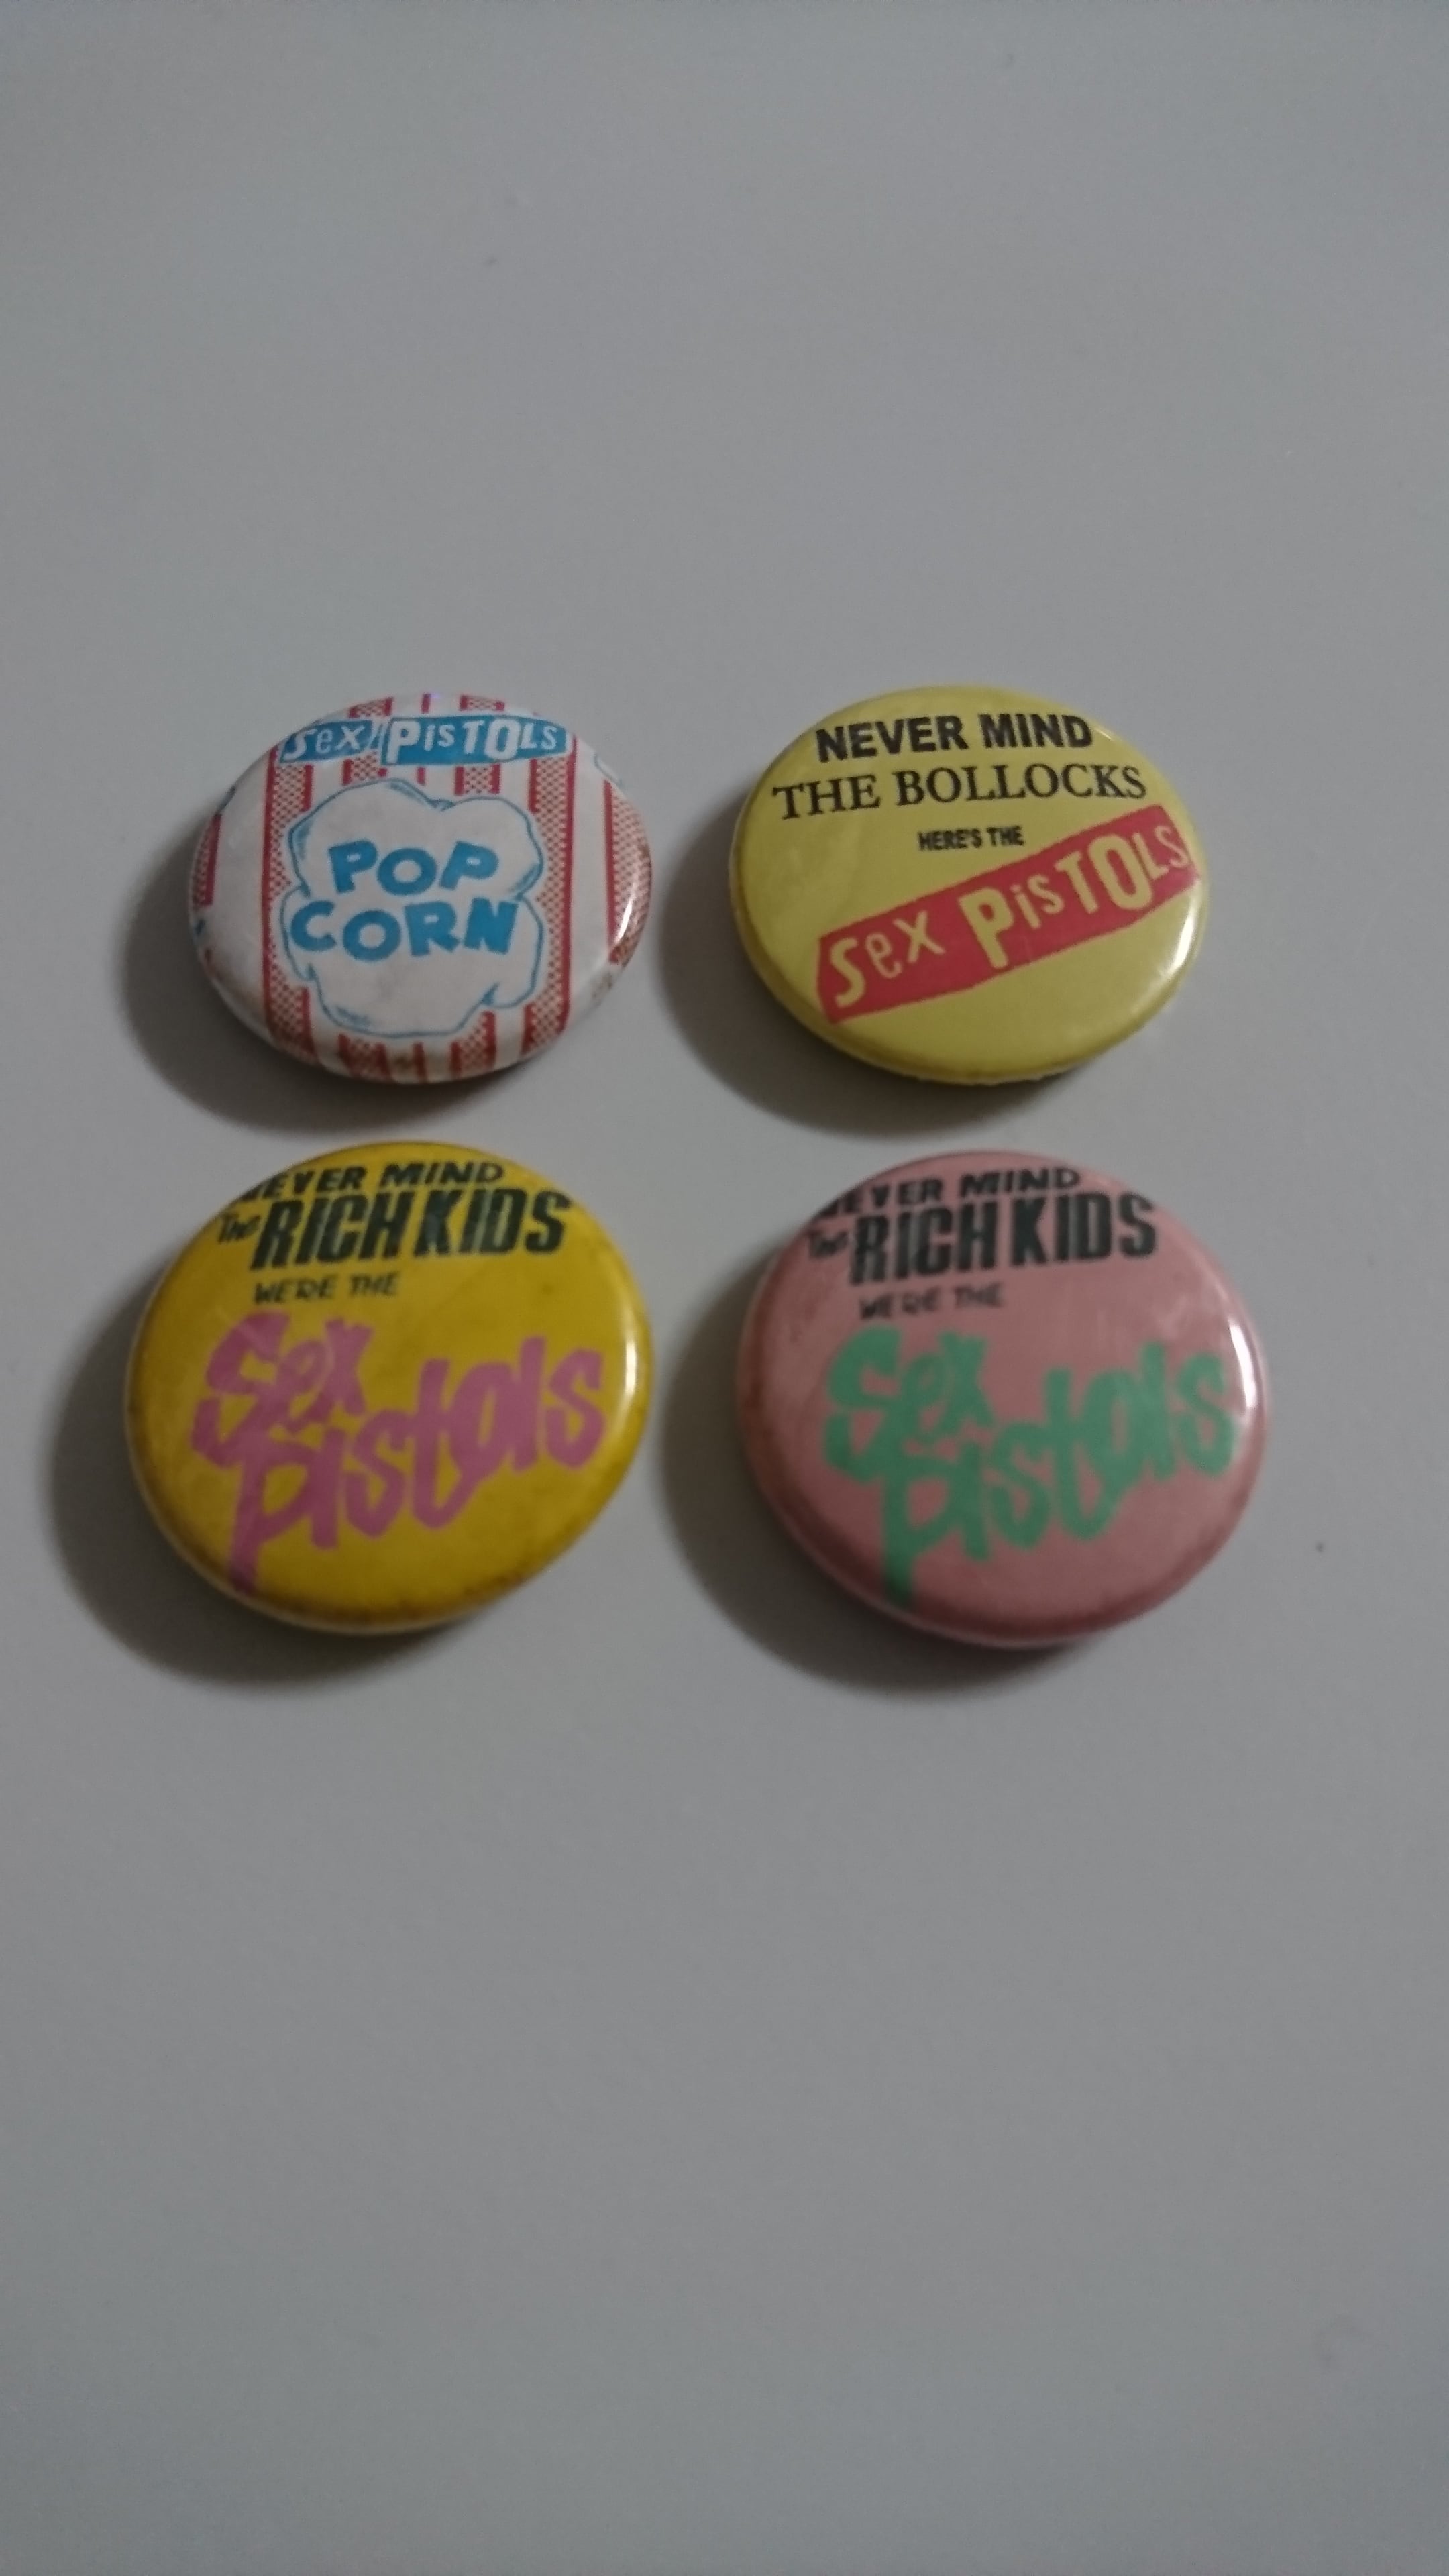 Sex PisTOLS
POP
CORN
NEVER MIND
THE BOLLOCKS
HERE'S THE
Sex PisTOLS
NEVER MIND
THE RICH KIDS
WE'RE THE
Sex
Pistols
NEVER MIND
THE RICH KIDS
WE'RE THE
Sex
Pistols